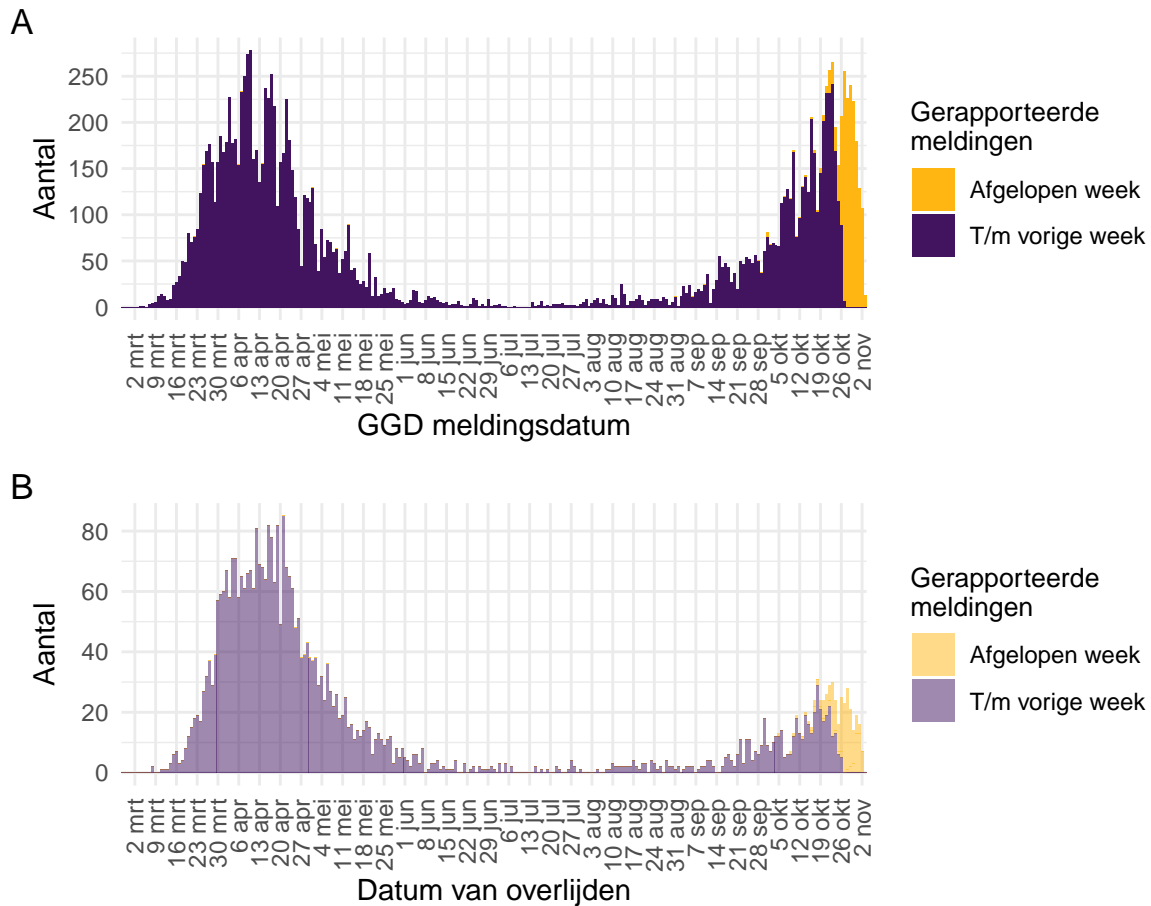 A
Aantal
250
200
150
100
50
0
2 mrt
9 mrt
16 mrt
23 mrt
30 mrt
6 apr
13 apr
20 apr
27 apr
4 mei
11 mei
18 mei
25 mei
1 jun
8 jun
15 jun
22 jun
29 jun
6 jul
13 jul
20 jul
27 jul
3 aug
10 aug
17 aug
24 aug
31 aug
7 sep
14 sep
21 sep
28 sep
5 okt
12 okt
19 okt
26 okt
2 nov
GGD meldingsdatum
Gerapporteerde
meldingen
Afgelopen week
T/m vorige week
B
Aantal
80
60
40
20
0
2 mrt
9 mrt
16 mrt
23 mrt
30 mrt
6 apr
13 apr
20 apr
27 apr
4 mei
11 mei
18 mei
25 mei
1 jun
8 jun
15 jun
22 jun
29 jun
6 jul
13 jul
20 jul
27 jul
3 aug
10 aug
17 aug
24 aug
31 aug
7 sep
14 sep
21 sep
28 sep
5 okt
12 okt
19 okt
26 okt
2 nov
Datum van overlijden
Gerapporteerde
meldingen
Afgelopen week
T/m vorige week